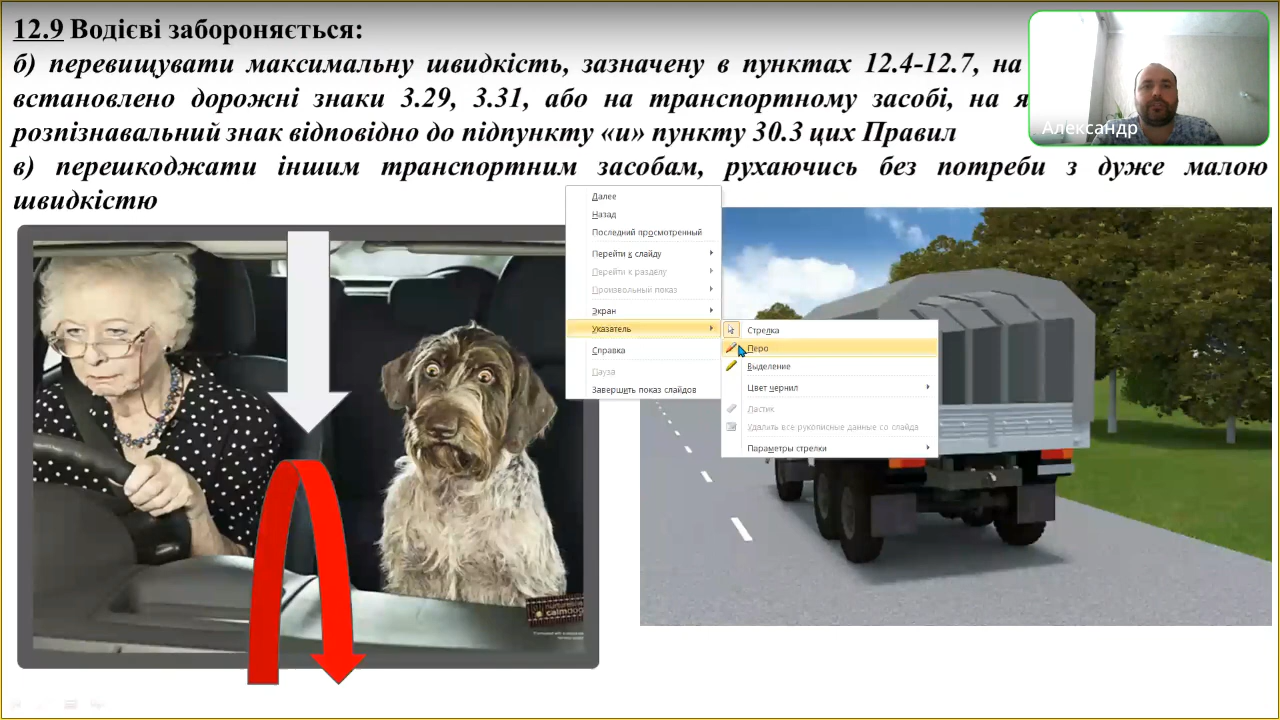 12.9 Водієві забороняється:
б) перевищувати максимальну швидкість, зазначену в пунктах 12.4-12.7, на
встановлено дорожні знаки 3.29, 3.31, або на транспортному засобі, на я
розпізнавальний знак відповідно до підпункту «и» пункту 30.3 цих Правил
в) перешкоджати іншим транспортним засобам, рухаючись без потреби з дуже малою
швидкістю
Александр
Далее
Назад
Последний просмотренный
Перейти к слайду
Перейти к разделу
Произвольный показ
Экран
Указатель
Справка
Пауза
Завершить показ слайдов
Стрелка
Перо
Выделение
Цвет чернил
Ластик
Удалить все рукописные данные со слайда
Параметры стрелки
calmdog